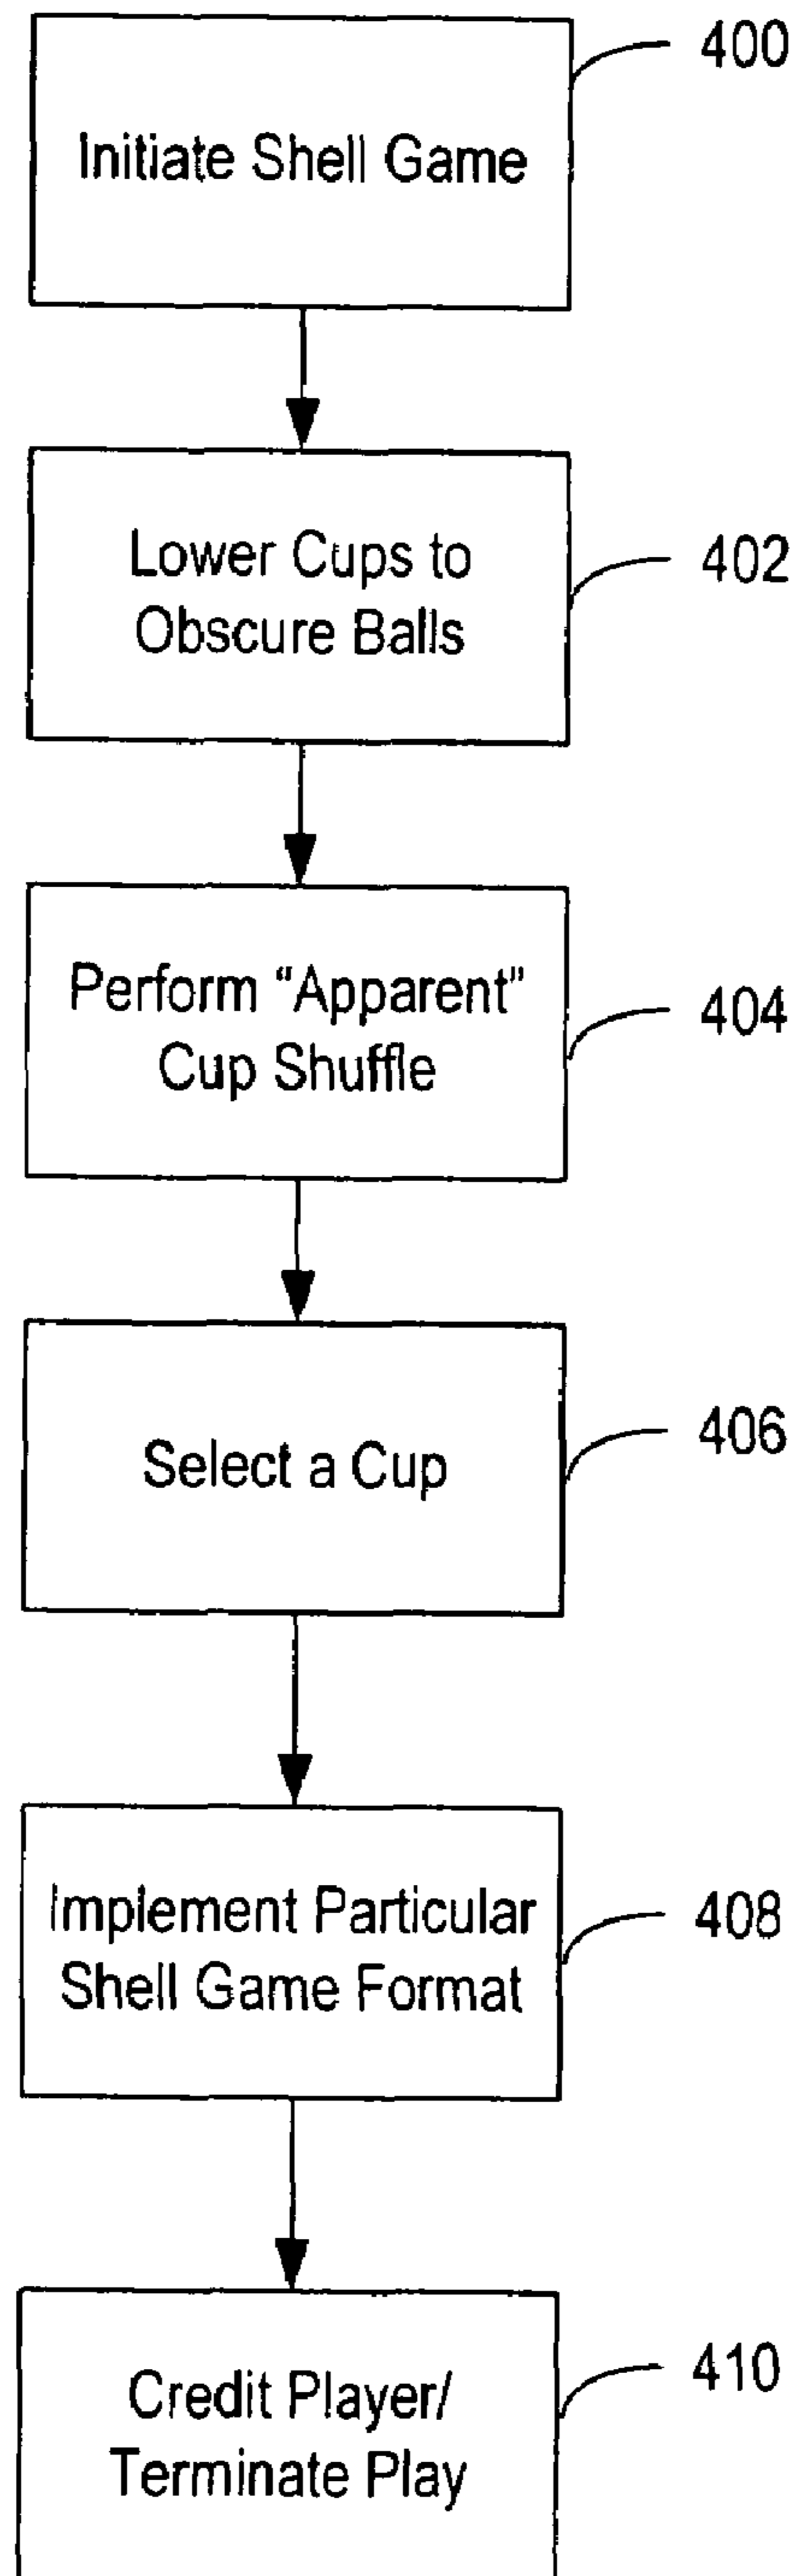 400
Initiate Shell Game
Lower Cups to
Obscure Balls
402
Perform “Apparent”
Cup Shuffle
404
Select a Cup
406
Implement Particular
Shell Game Format
408
Credit Player/
Terminate Play
410